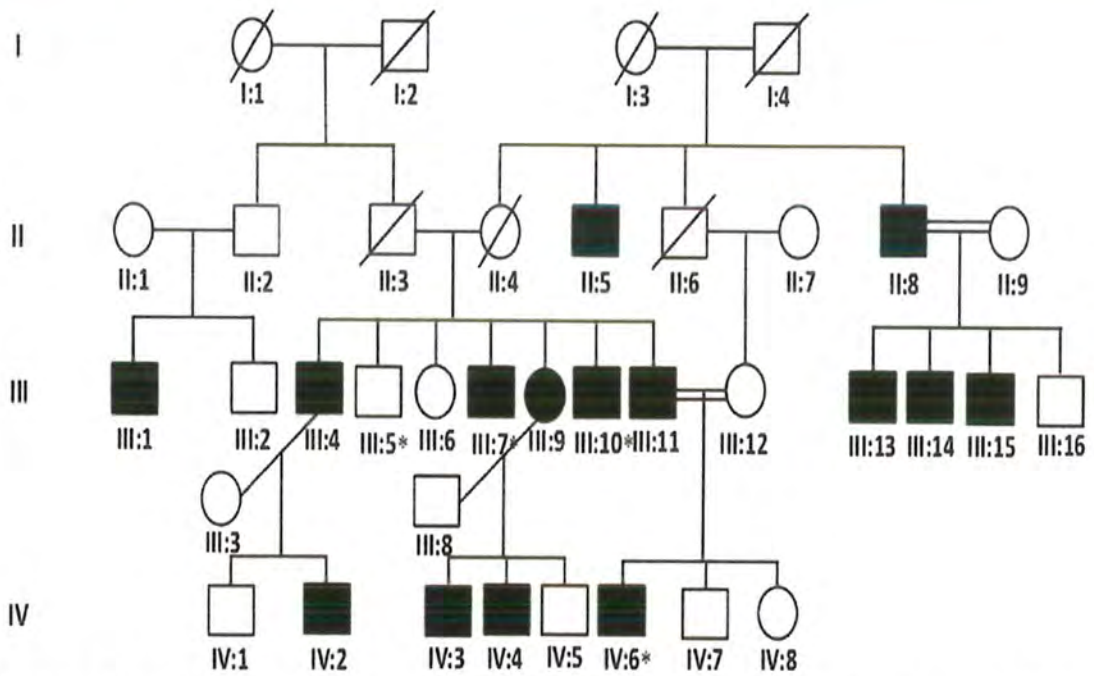 I
I:1 I:2 I:3 I:4
II
II:1 II:2 II:3 II:4 II:5 II:6 II:7 II:8 II:9
III
III:1 III:2 III:4 III:5* III:6 III:7* III:9 III:10* III:11 III:12 III:13 III:14 III:15 III:16
III:3 III:8
IV
IV:1 IV:2 IV:3 IV:4 IV:5 IV:6* IV:7 IV:8